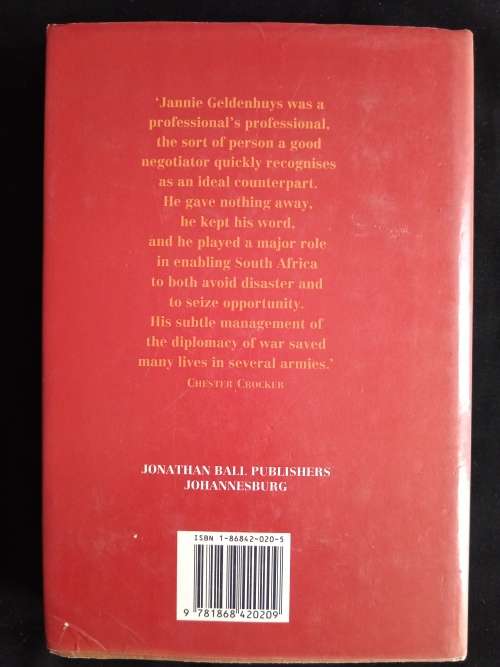 ‘Jannie Geldenhuys was a
professional’s professional,
the sort of person a good
negotiator quickly recognises
as an ideal counterpart.
He gave nothing away,
he kept his word,
and he played a major role
in enabling South Africa
to both avoid disaster and
to seize opportunity.
His subtle management of
the diplomacy of war saved
many lives in several armies.’
CHESTER CROCKER
JONATHAN BALL PUBLISHERS
JOHANNESBURG
ISBN 1-86842-020-5
9 781868 420209